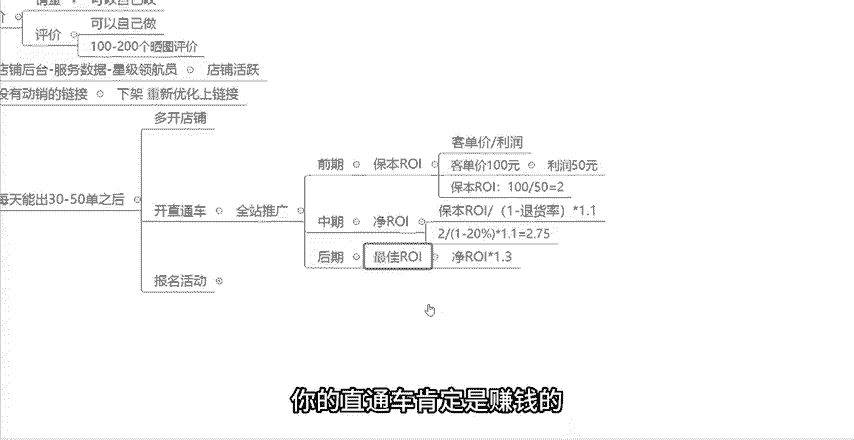 佣金 可以自己改
价
评价
可以自己做
100-200个晒图评价
店铺后台-服务数据-星级领航员 店铺活跃
没有动销的链接 下架 重新优化上链接
多开店铺
每天能出30-50单之后
开直通车 全站推广
前期 保本ROI
客单价/利润
客单价100元 利润50元
保本ROI：100/50=2
中期 净ROI
保本ROI/（1-退货率）*1.1
2/(1-20%)*1.1=2.75
后期 最佳ROI 净ROI*1.3
报名活动
你的直通车肯定是赚钱的